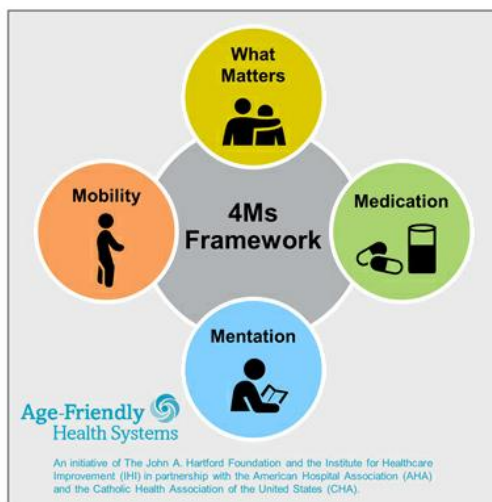 What
Matters
Mobility
4Ms
Framework
Medication
Mentation
Age-Friendly
Health Systems
An initiative of The John A. Hartford Foundation and the Institute for Healthcare
Improvement (IHI) in partnership with the American Hospital Association (AHA)
and the Catholic Health Association of the United States (CHA).